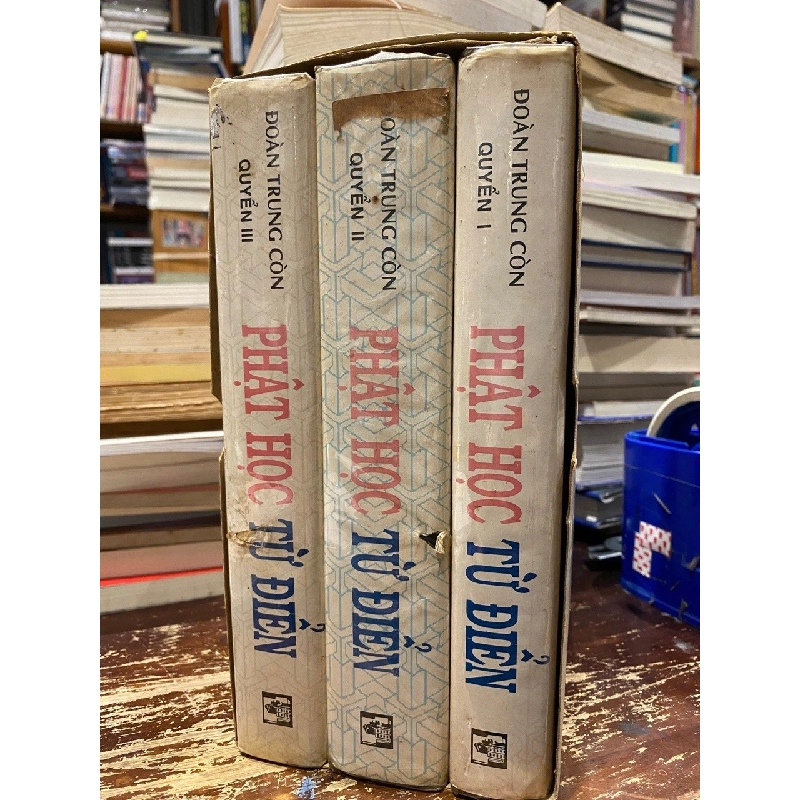 ĐOÀN TRUNG CÒN
QUYỂN III
PHẬT HỌC TỪ ĐIỂN
ĐOÀN TRUNG CÒN
QUYỂN II
PHẬT HỌC TỪ ĐIỂN
ĐOÀN TRUNG CÒN
QUYỂN I
PHẬT HỌC TỪ ĐIỂN